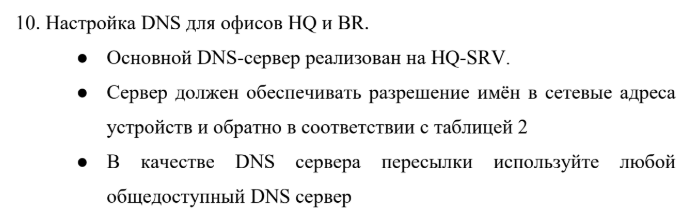 10. Настройка DNS для офисов HQ и BR.
● Основной DNS-сервер реализован на HQ-SRV.
● Сервер должен обеспечивать разрешение имён в сетевые адреса
устройств и обратно в соответствии с таблицей 2
● В качестве DNS сервера пересылки используйте любой
общедоступный DNS сервер